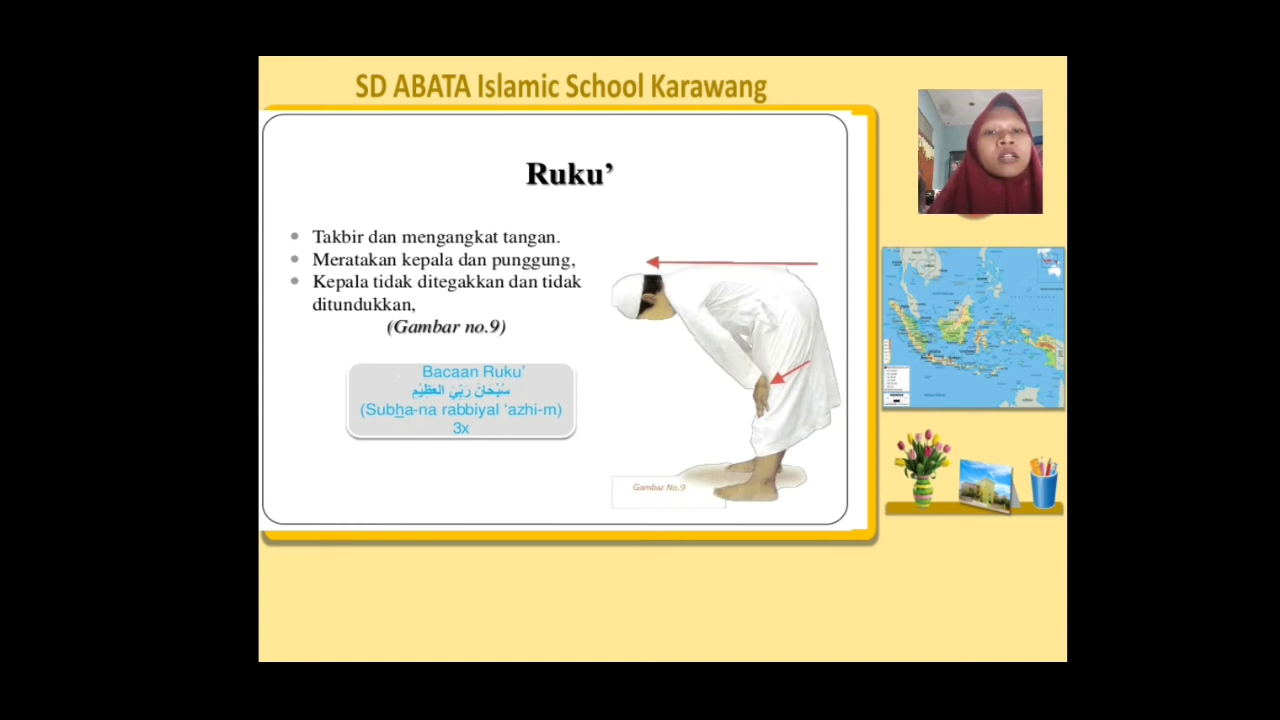 SD ABATA Islamic School Karawang
Ruku’
Takbir dan mengangkat tangan.
Meratakan kepala dan punggung,
Kepala tidak ditegakkan dan tidak
ditundukkan,
(Gambar no.9)
Bacaan Ruku’
سُبْحَانَ رَبِّيَ الْعَظِيْمِ
(Subha-na rabbiyal ‘azhi-m)
3x
Gambar No.9